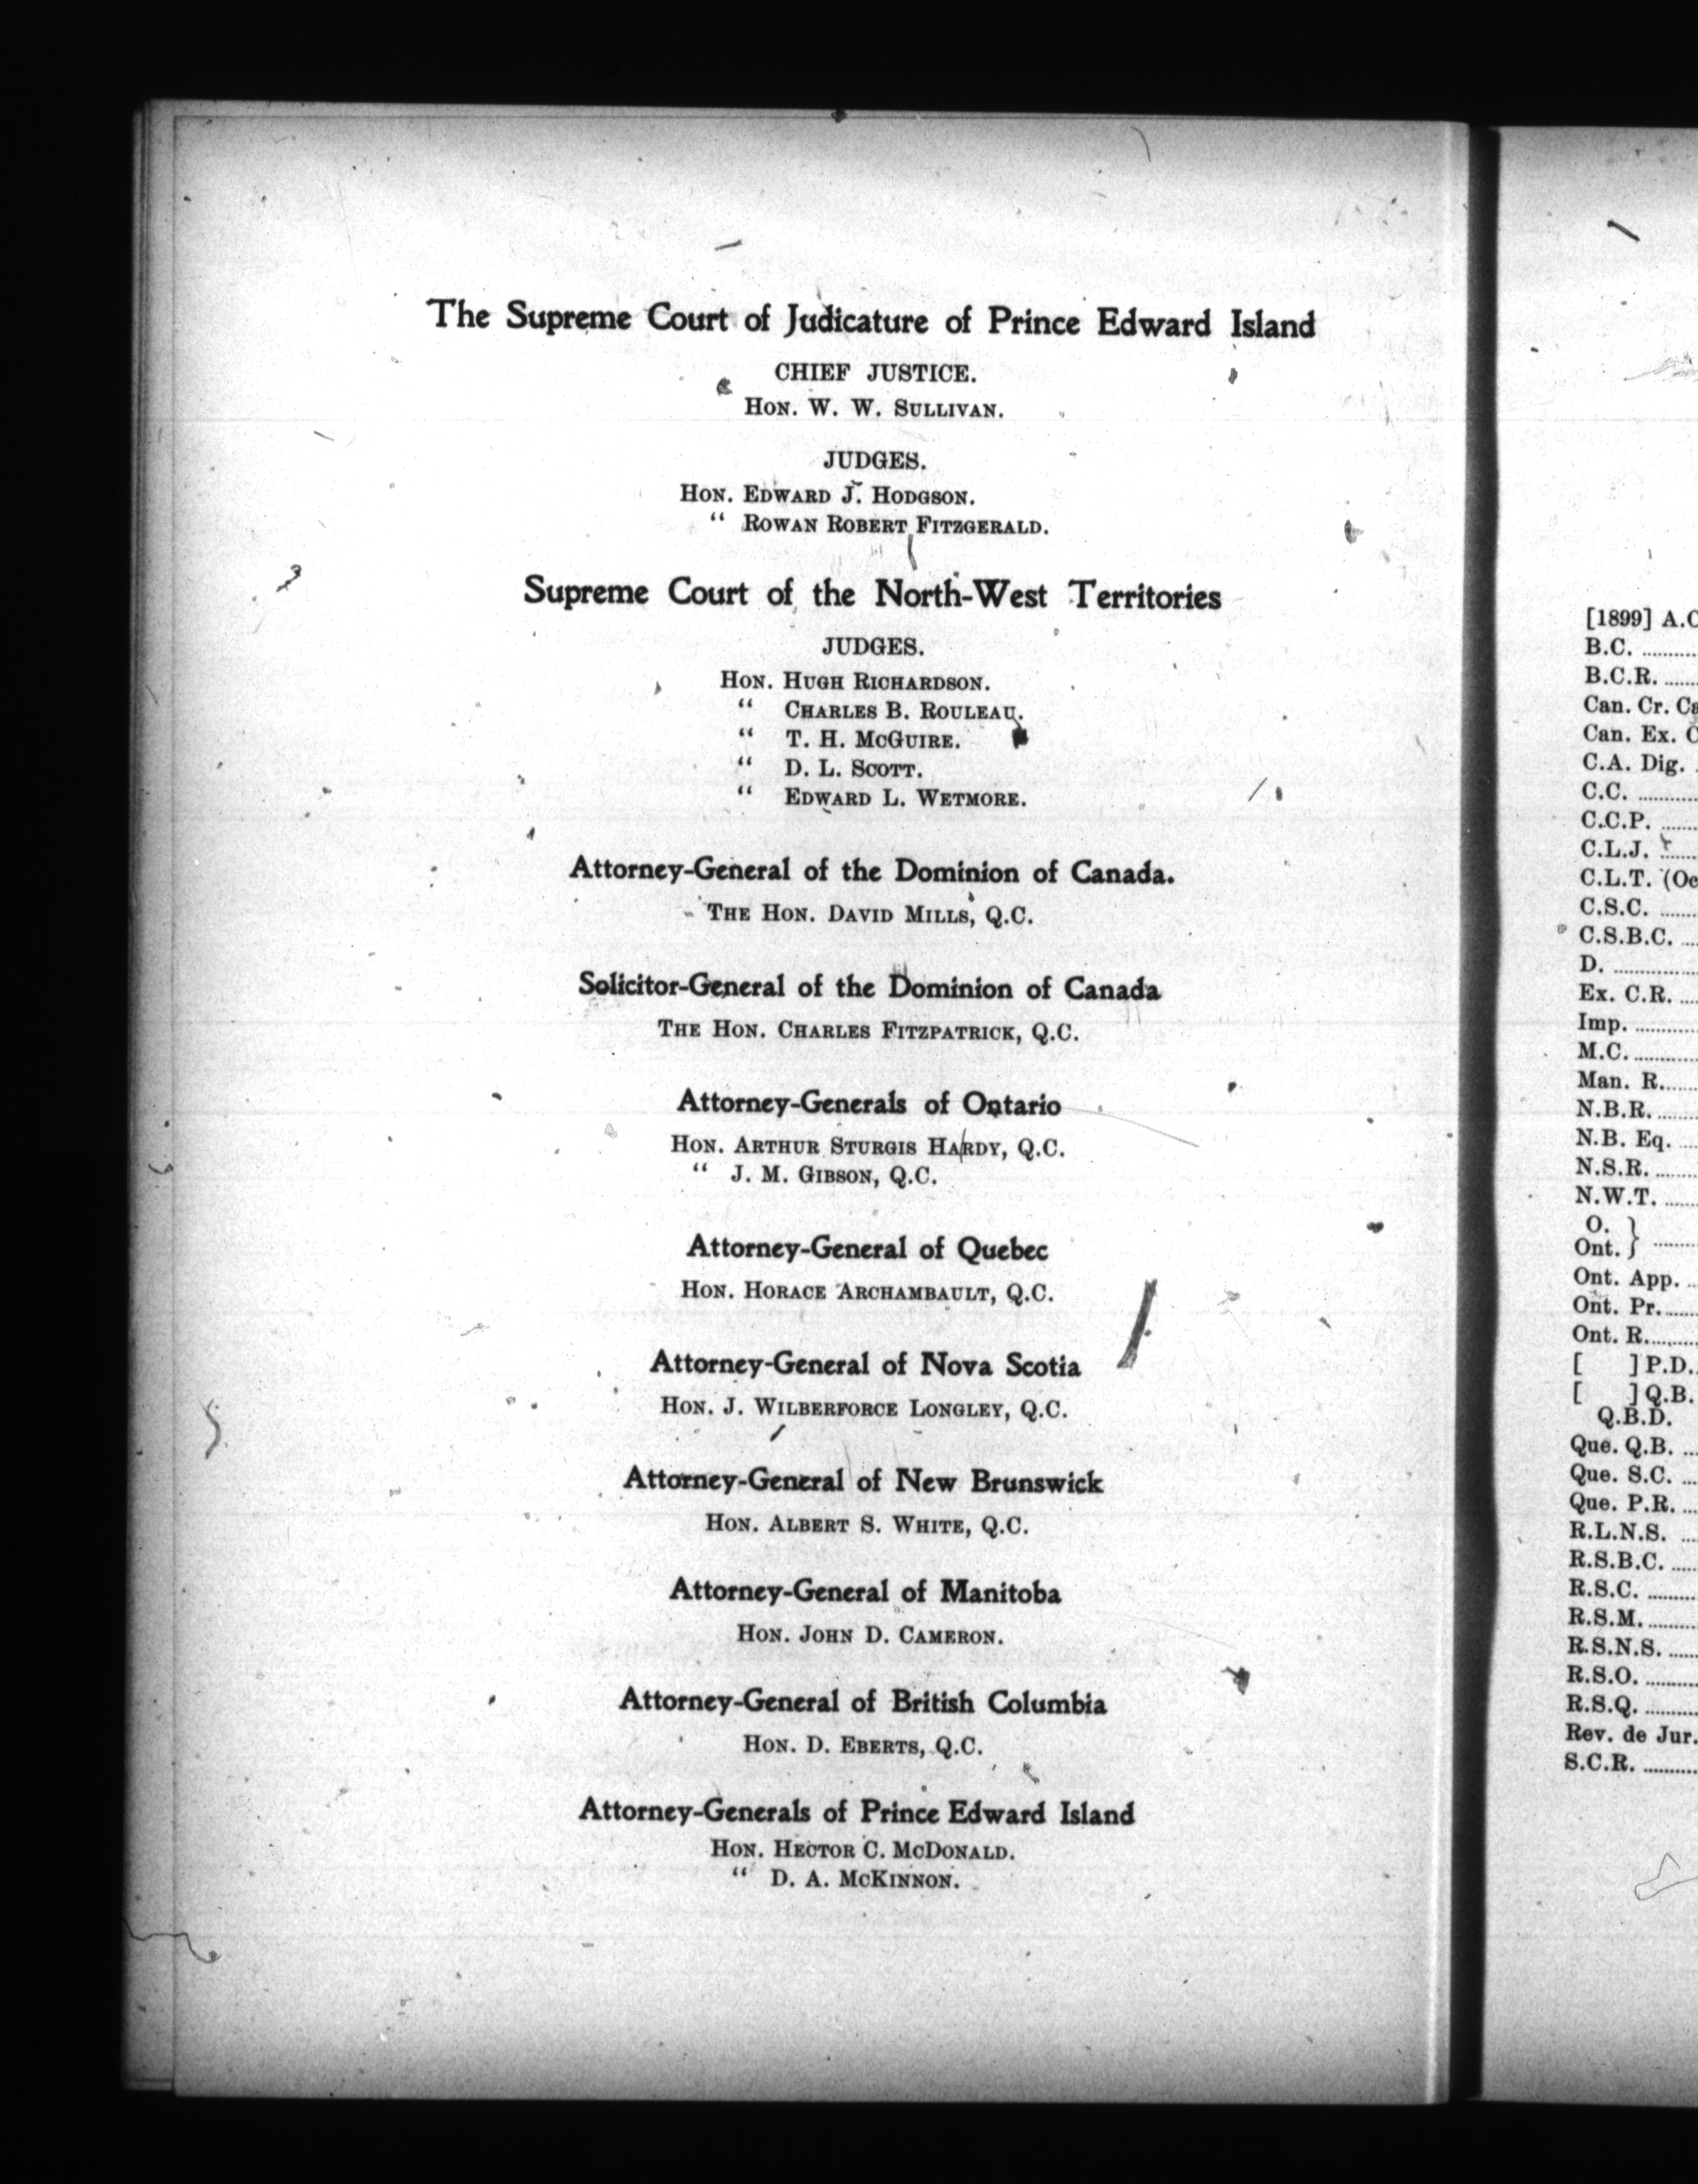 The Supreme Court of Judicature of Prince Edward Island
CHIEF JUSTICE.
HON. W. W. SULLIVAN.
JUDGES.
HON. EDWARD J. HODGSON.
“ ROWAN ROBERT FITZGERALD.
Supreme Court of the North-West Territories
JUDGES.
HON. HUGH RICHARDSON.
“ CHARLES B. ROULEAU.
“ T. H. MCGUIRE.
“ D. L. SCOTT.
“ EDWARD L. WETMORE.
Attorney-General of the Dominion of Canada.
THE HON. DAVID MILLS, Q.C.
Solicitor-General of the Dominion of Canada
THE HON. CHARLES FITZPATRICK, Q.C.
Attorney-Generals of Ontario
HON. ARTHUR STURGIS HARDY, Q.C.
“ J. M. GIBSON, Q.C.
Attorney-General of Quebec
HON. HORACE ARCHAMBAULT, Q.C.
Attorney-General of Nova Scotia
HON. J. WILBERFORCE LONGLEY, Q.C.
Attorney-General of New Brunswick
HON. ALBERT S. WHITE, Q.C.
Attorney-General of Manitoba
HON. JOHN D. CAMERON.
Attorney-General of British Columbia
HON. D. EBERTS, Q.C.
Attorney-Generals of Prince Edward Island
HON. HECTOR C. MCDONALD.
“ D. A. MCKINNON.
[1899] A.C
B.C. ..........
B.C.R. .......
Can. Cr. Ca
Can. Ex. C
C.A. Dig. .
C.C. ..........
C.C.P. .......
C.L.J. .......
C.L.T. (Oc
C.S.C. .......
C.S.B.C. ....
D. ..............
Ex. C.R. ....
Imp. ..........
M.C. ..........
Man. R. ......
N.B.R. .......
N.B. Eq. ....
N.S.R. .......
N.W.T. ......
O. }
Ont. } ........
Ont. App. ..
Ont. Pr. ......
Ont. R. .......
[ ] P.D.
[ ] Q.B.
Q.B.D.
Que. Q.B. ...
Que. S.C. ...
Que. P.R. ...
R.L.N.S. ....
R.S.B.C. .....
R.S.C. .........
R.S.M. .........
R.S.N.S. ......
R.S.O. .........
R.S.Q. .........
Rev. de Jur.
S.C.R. .........